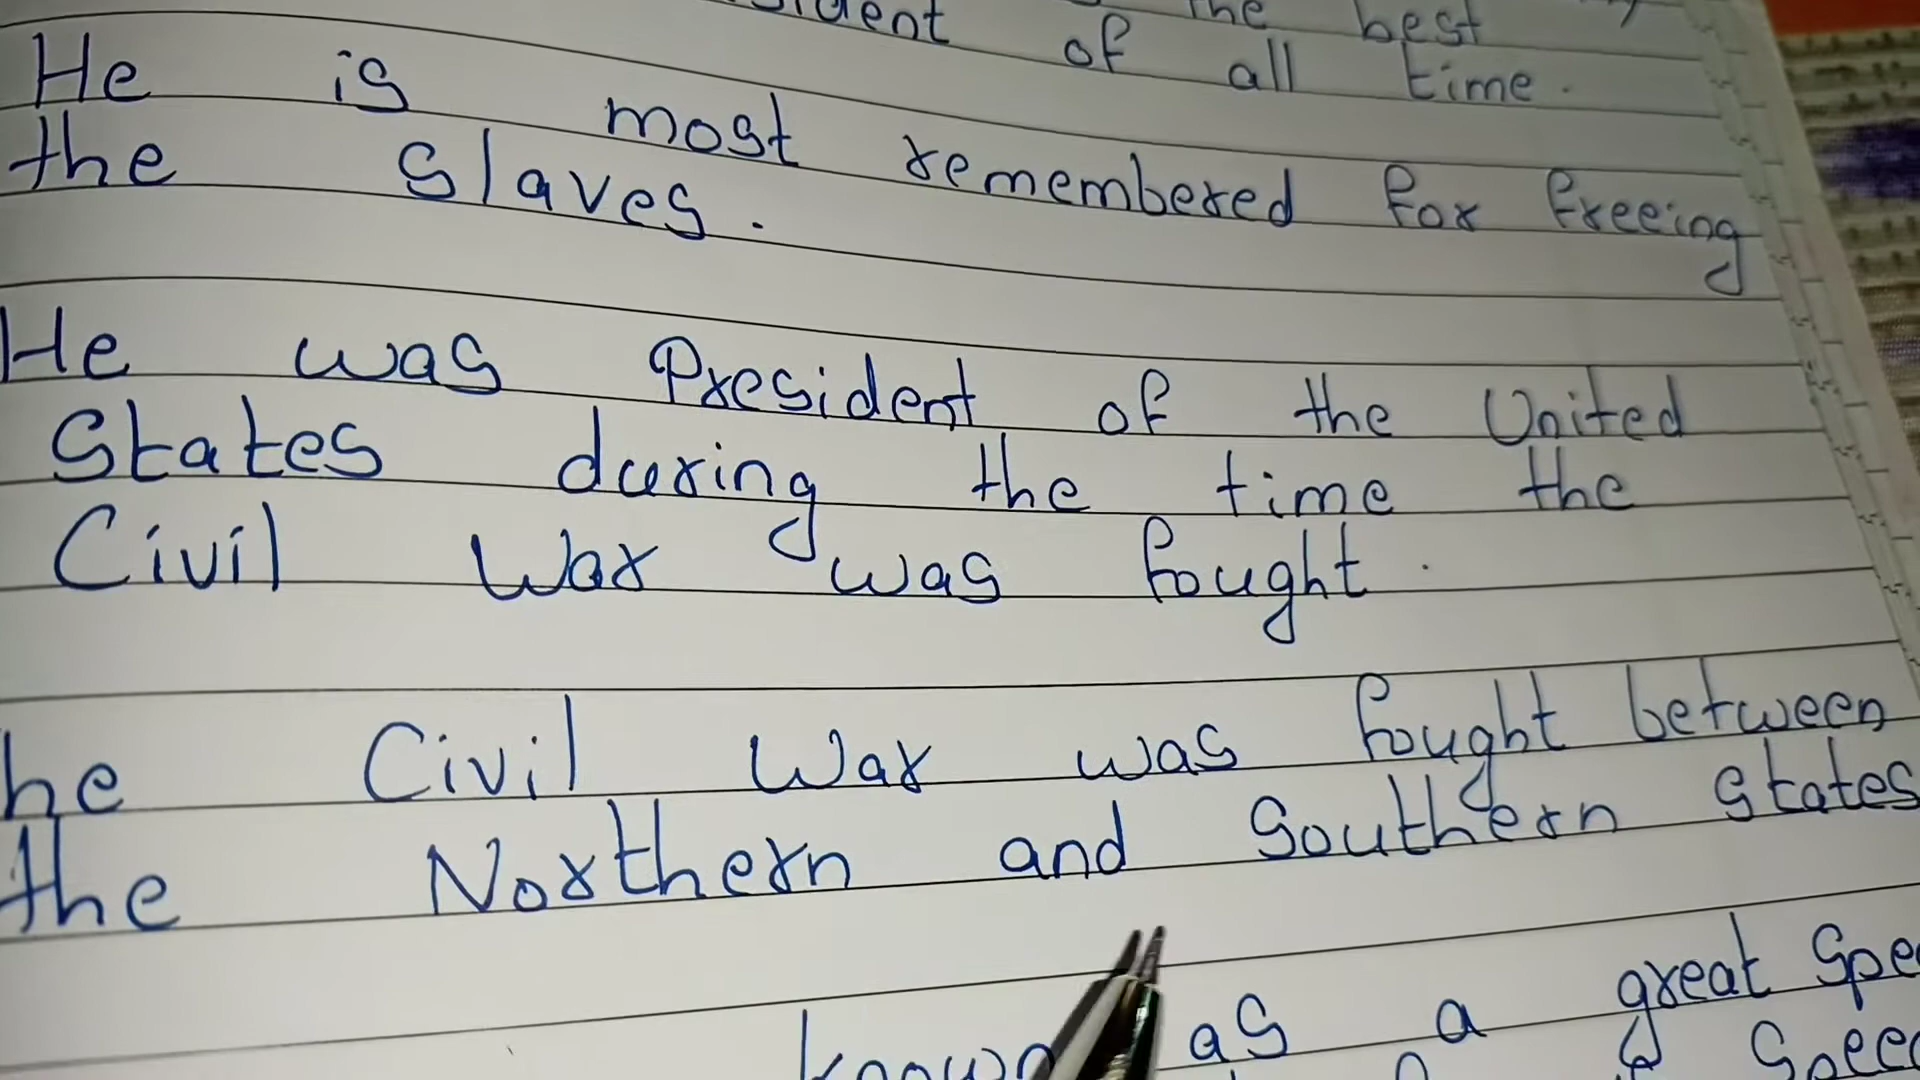 the best
of all time.
He is most remembered for freeing
the slaves.
He was President of the United
States during the time the
Civil War was fought.
he Civil War was fought between
the Northern and Southern states
as a great